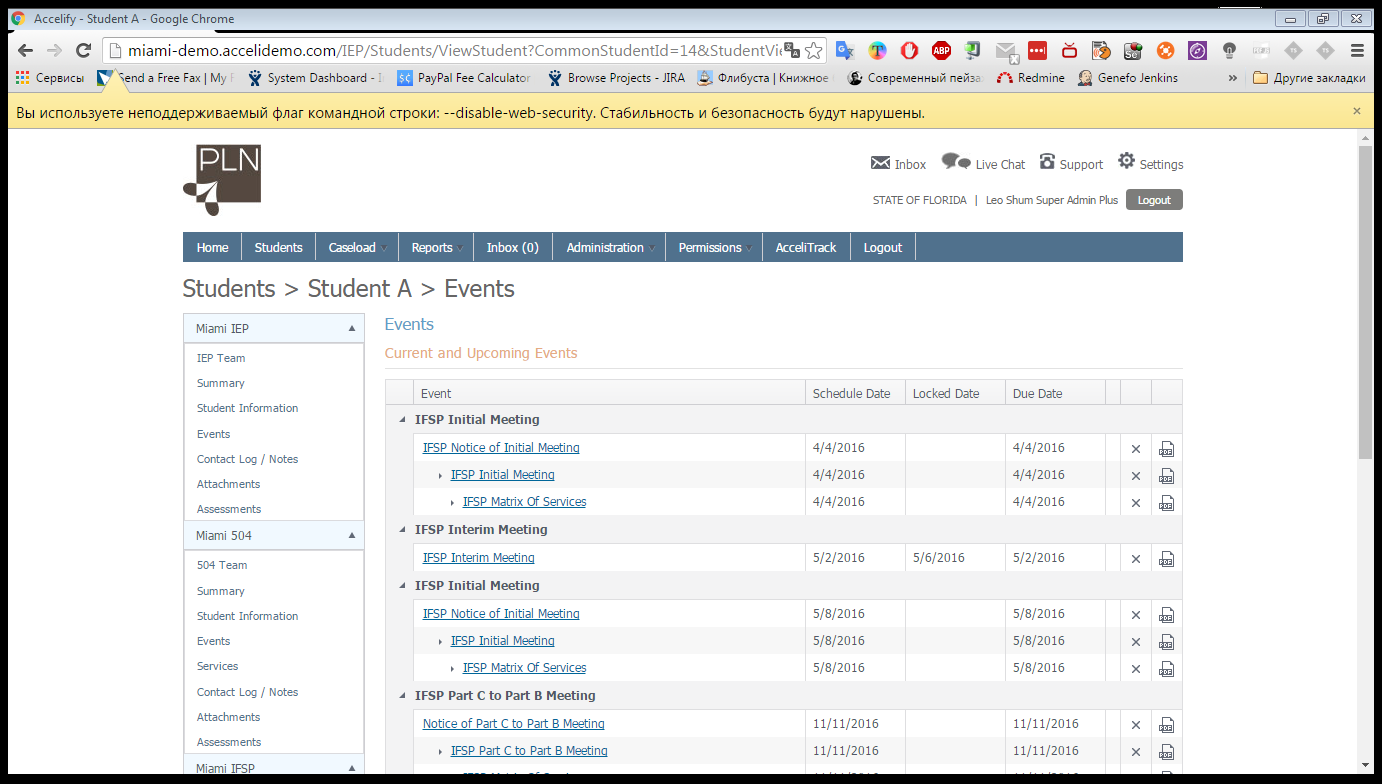 Accelify - Student A - Google Chrome
miami-demo.accelidemo.com/IEP/Students/ViewStudent?CommonStudentId=14&StudentVi
Сервисы Send a Free Fax | My F System Dashboard - PayPal Fee Calculator Browse Projects - JIRA Флибуста | Книжное Современный пейза Redmine Genefo Jenkins » Другие закладки
Вы используете неподдерживаемый флаг командной строки: --disable-web-security. Стабильность и безопасность будут нарушены.
PLN
Inbox Live Chat Support Settings
STATE OF FLORIDA | Leo Shum Super Admin Plus Logout
Home Students Caseload Reports Inbox (0) Administration Permissions AcceliTrack Logout
Students > Student A > Events
Miami IEP
IEP Team
Summary
Student Information
Events
Contact Log / Notes
Attachments
Assessments
Miami 504
504 Team
Summary
Student Information
Events
Services
Contact Log / Notes
Attachments
Assessments
Miami IFSP
Events
Current and Upcoming Events
Event Schedule Date Locked Date Due Date
IFSP Initial Meeting
IFSP Notice of Initial Meeting 4/4/2016 4/4/2016
IFSP Initial Meeting 4/4/2016 4/4/2016
IFSP Matrix Of Services 4/4/2016 4/4/2016
IFSP Interim Meeting
IFSP Interim Meeting 5/2/2016 5/6/2016 5/2/2016
IFSP Initial Meeting
IFSP Notice of Initial Meeting 5/8/2016 5/8/2016
IFSP Initial Meeting 5/8/2016 5/8/2016
IFSP Matrix Of Services 5/8/2016 5/8/2016
IFSP Part C to Part B Meeting
Notice of Part C to Part B Meeting 11/11/2016 11/11/2016
IFSP Part C to Part B Meeting 11/11/2016 11/11/2016